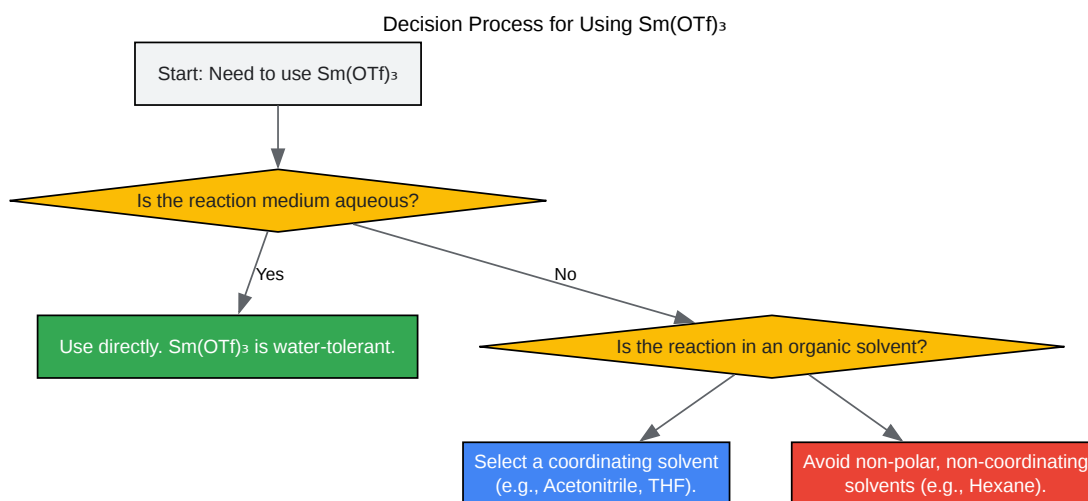 Decision Process for Using Sm(OTf)₃
Start: Need to use Sm(OTf)₃
Is the reaction medium aqueous?
Yes
No
Use directly. Sm(OTf)₃ is water-tolerant.
Is the reaction in an organic solvent?
Select a coordinating solvent
(e.g., Acetonitrile, THF).
Avoid non-polar, non-coordinating
solvents (e.g., Hexane).